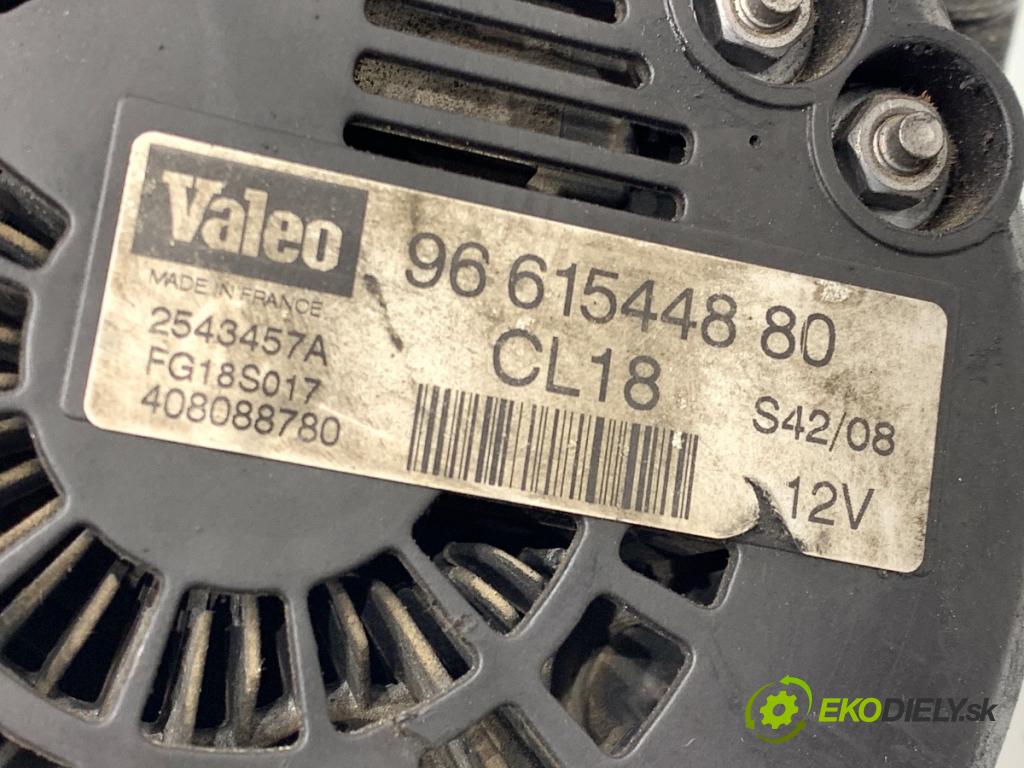 Valeo
MADE IN FRANCE
2543457A
FG18S017
408088780
96 615448 80
CL18
S42/08
12V
EKODIELY.sk